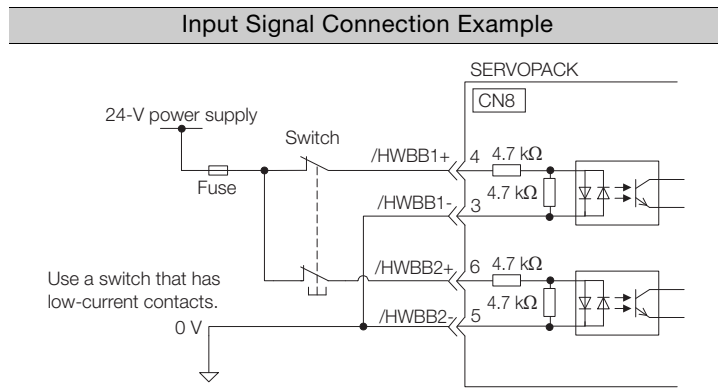 Input Signal Connection Example
SERVOPACK
CN8
24-V power supply
Switch
Fuse
/HWBB1+ 4 4.7 kΩ
4.7 kΩ
/HWBB1- 3
/HWBB2+ 6 4.7 kΩ
4.7 kΩ
/HWBB2- 5
Use a switch that has
low-current contacts.
0 V